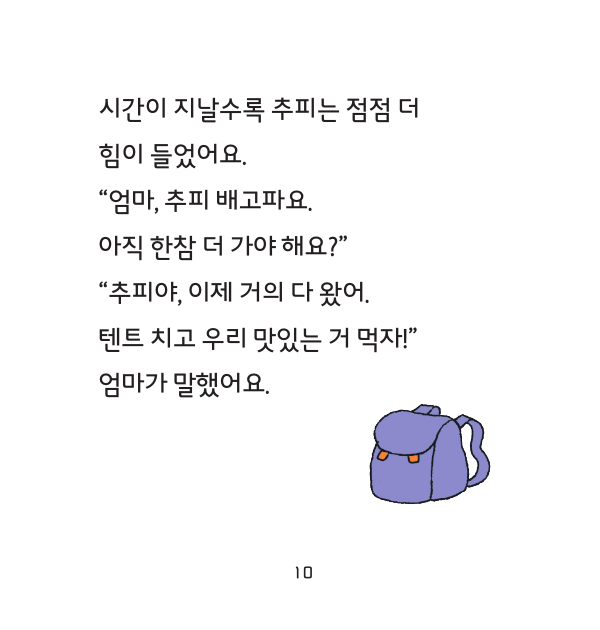 시간이 지날수록 추피는 점점 더
힘이 들었어요.
“엄마, 추피 배고파요.
아직 한참 더 가야 해요?”
“추피야, 이제 거의 다 왔어.
텐트 치고 우리 맛있는 거 먹자!”
엄마가 말했어요.
10